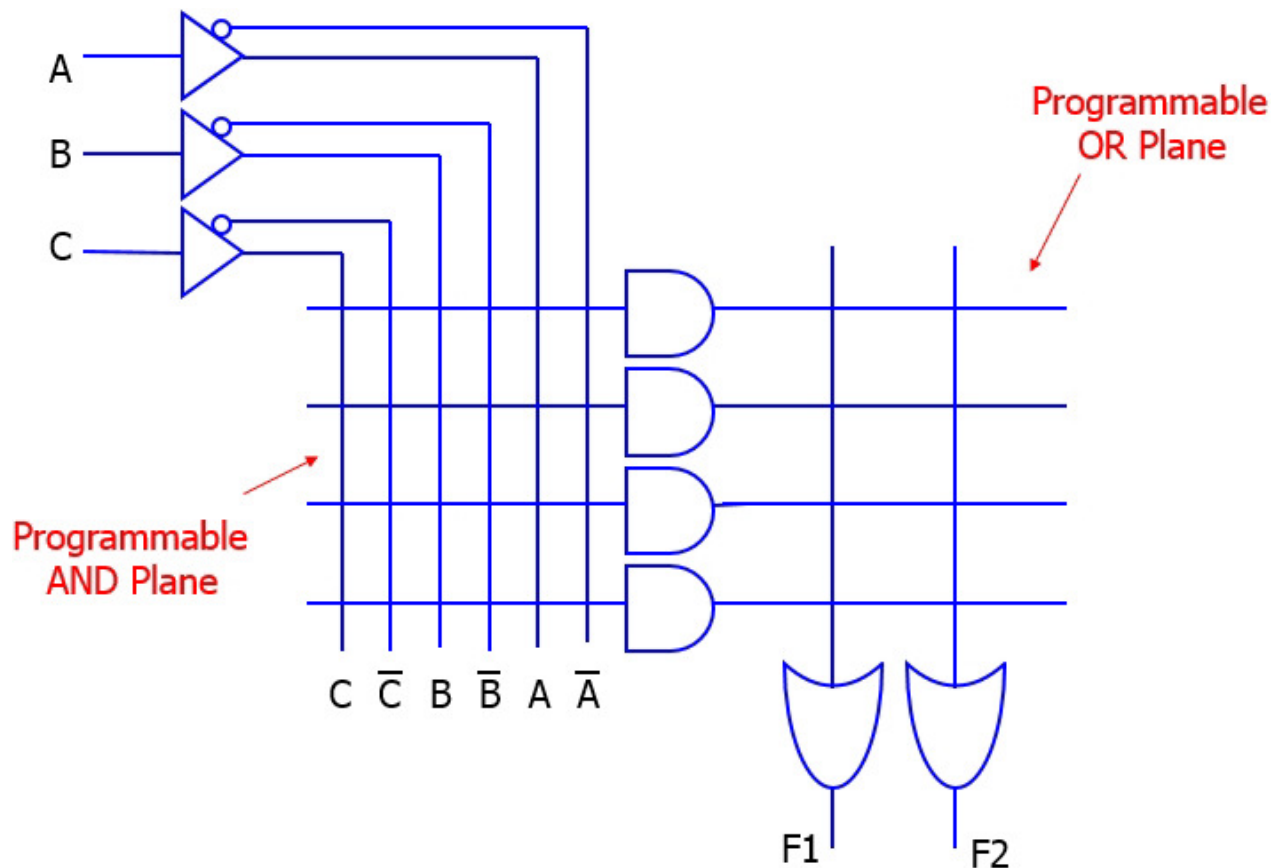 A
Programmable
OR Plane
B
C
Programmable
AND Plane
C C̅ B B̅ A A̅
F1 F2